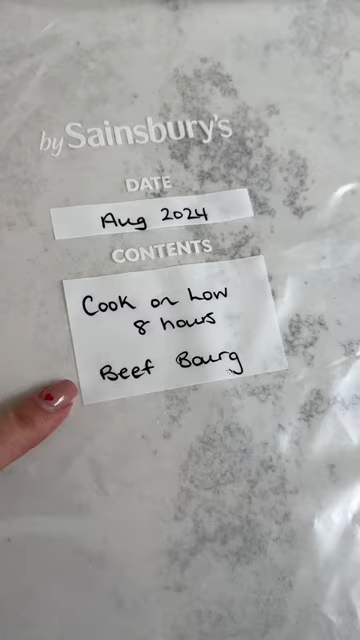 by Sainsbury's
DATE
Aug 2024
CONTENTS
Cook on Low
8 hours
Beef Bourg